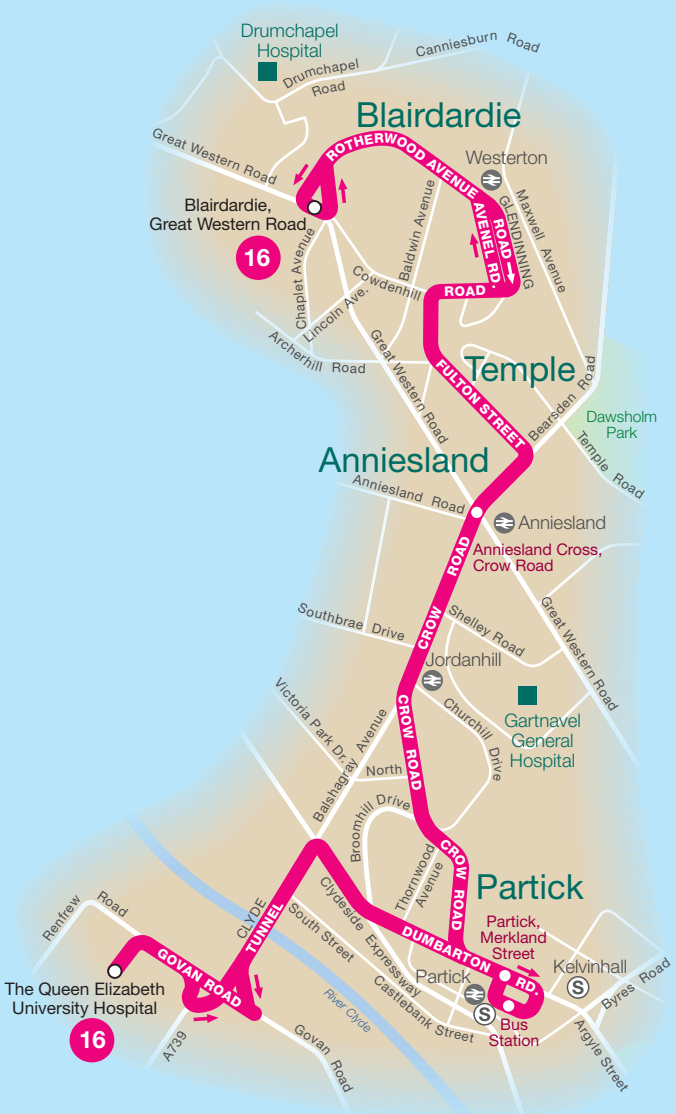 Drumchapel
Hospital
Canniesburn Road
Drumchapel
Road
Blairdardie
Great Western Road
ROTHERWOOD AVENUE
Westerton
Blairdardie,
Great Western Road
16
Chaplet Avenue
Baldwin Avenue
AVENEL RD.
ROAD
GLENDINNING
Maxwell Avenue
Cowdenhill
ROAD
Lincoln Ave.
Archerhill Road
Great Western Road
FULTON STREET
Temple
Bearsden Road
Dawsholm
Park
Temple Road
Anniesland
Anniesland Road
Anniesland
Anniesland Cross,
Crow Road
CROW ROAD
Southbrae Drive
Shelley Road
Great Western Road
Jordanhill
Victoria Park Dr.
North
Balshagray Avenue
CROW ROAD
Churchill Drive
Gartnavel
General
Hospital
Broomhill Drive
Thornwood
Avenue
CROW ROAD
Partick
Partick,
Merkland
Street
CLYDE
TUNNEL
Clydeside Expressway
South Street
DUMBARTON RD.
Kelvinhall
S
Byres Road
Partick
S
Castlebank Street
Bus
Station
Argyle Street
River Clyde
Renfrew Road
GOVAN ROAD
The Queen Elizabeth
University Hospital
16
A739
Govan Road